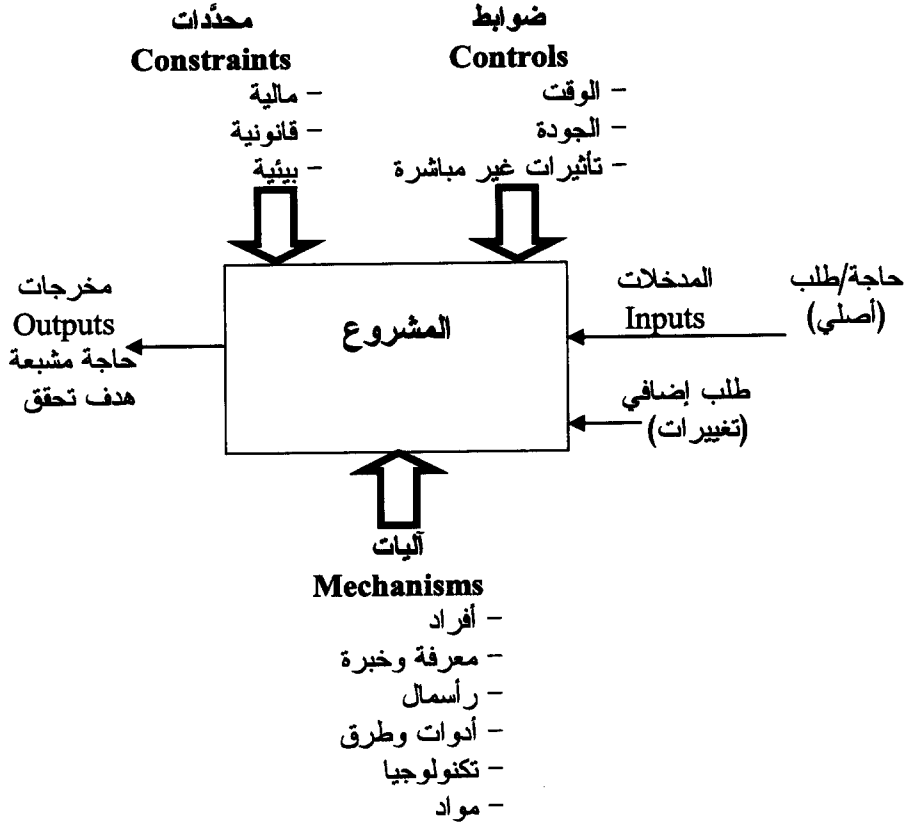 ضوابط
Controls
- الوقت
- الجودة
- تأثيرات غير مباشرة
محدَّدات
Constraints
- مالية
- قانونية
- بيئية
حاجة/طلب
(أصلي)
المدخلات
Inputs
طلب إضافي
(تغييرات)
المشروع
مخرجات
Outputs
حاجة مشبعة
هدف تحقق
آليات
Mechanisms
- أفراد
- معرفة وخبرة
- رأسمال
- أدوات وطرق
- تكنولوجيا
- مواد